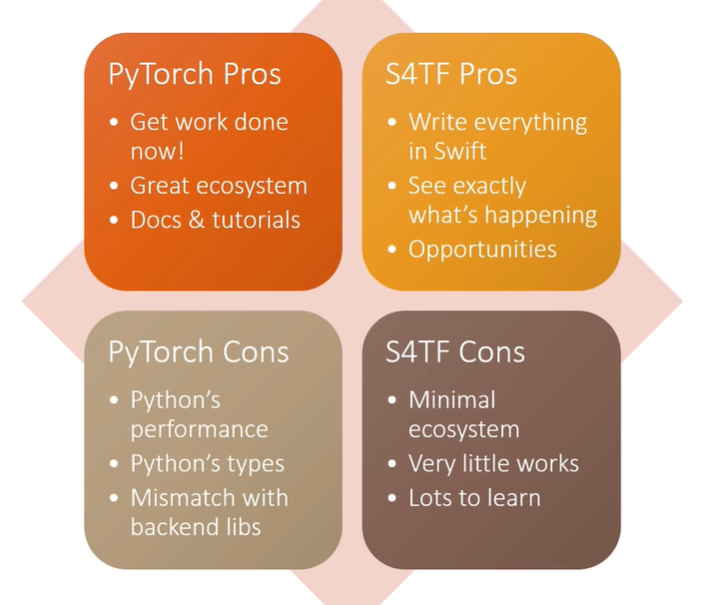 PyTorch Pros
• Get work done
now!
• Great ecosystem
• Docs & tutorials
S4TF Pros
• Write everything
in Swift
• See exactly
what's happening
• Opportunities
PyTorch Cons
• Python's
performance
• Python's types
• Mismatch with
backend libs
S4TF Cons
• Minimal
ecosystem
• Very little works
• Lots to learn